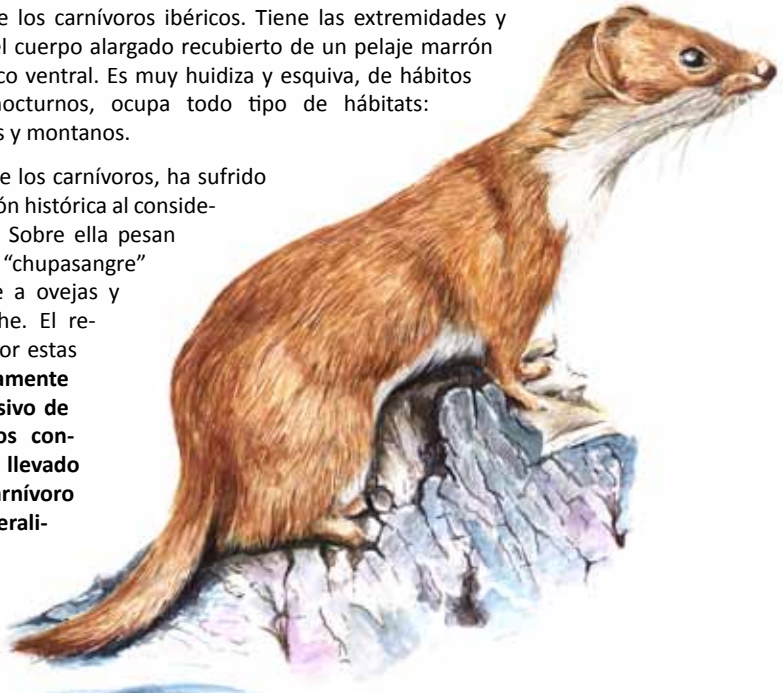 e los carnívoros ibéricos. Tiene las extremidades y
el cuerpo alargado recubierto de un pelaje marrón
co ventral. Es muy huidiza y esquiva, de hábitos
nocturnos, ocupa todo tipo de hábitats:
s y montanos.
e los carnívoros, ha sufrido
ón histórica al conside-
Sobre ella pesan
“chupasangre”
e a ovejas y
he. El re-
or estas
amente
sivo de
os con-
llevado
arnívoro
erali-